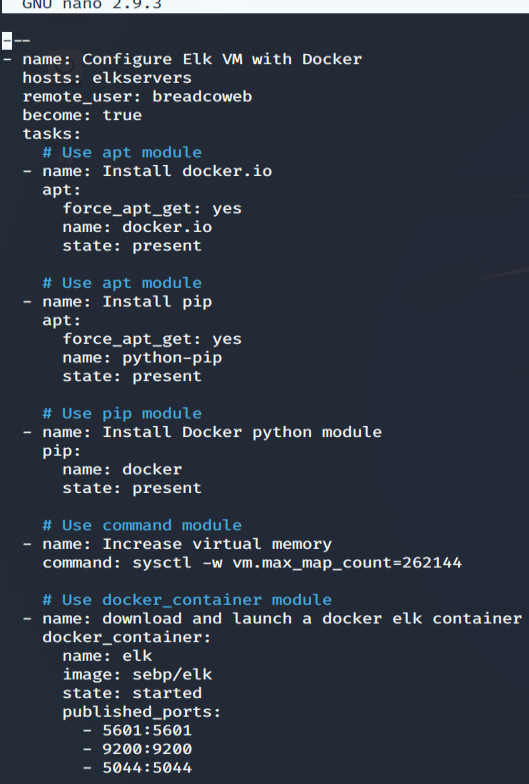 GNU nano 2.9.3
---
- name: Configure Elk VM with Docker
  hosts: elkservers
  remote_user: breadcoweb
  become: true
  tasks:
    # Use apt module
  - name: Install docker.io
    apt:
      force_apt_get: yes
      name: docker.io
      state: present

    # Use apt module
  - name: Install pip
    apt:
      force_apt_get: yes
      name: python-pip
      state: present

    # Use pip module
  - name: Install Docker python module
    pip:
      name: docker
      state: present

    # Use command module
  - name: Increase virtual memory
    command: sysctl -w vm.max_map_count=262144

    # Use docker_container module
  - name: download and launch a docker elk container
    docker_container:
      name: elk
      image: sebp/elk
      state: started
      published_ports:
        - 5601:5601
        - 9200:9200
        - 5044:5044